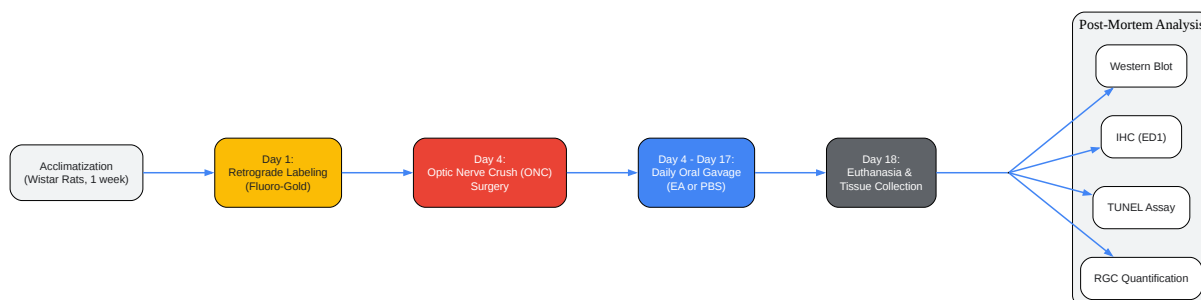 Acclimatization
(Wistar Rats, 1 week)
Day 1:
Retrograde Labeling
(Fluoro-Gold)
Day 4:
Optic Nerve Crush (ONC)
Surgery
Day 4 - Day 17:
Daily Oral Gavage
(EA or PBS)
Day 18:
Euthanasia &
Tissue Collection
Post-Mortem Analysis
Western Blot
IHC (ED1)
TUNEL Assay
RGC Quantification